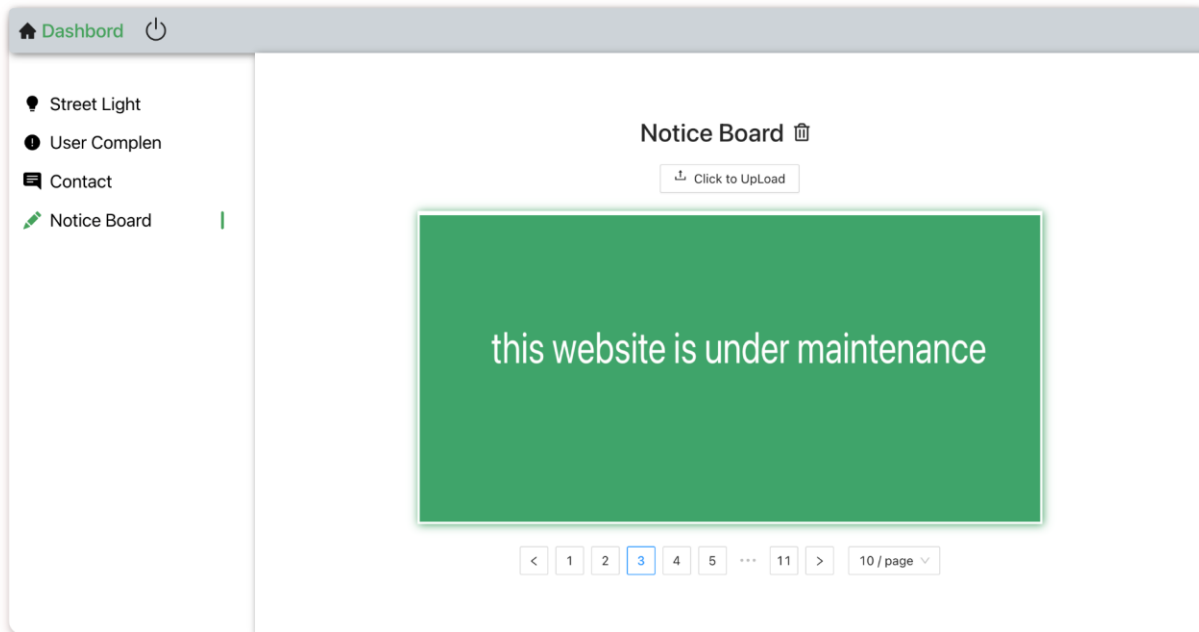 Dashbord
Street Light
User Complen
Contact
Notice Board
Notice Board
Click to UpLoad
this website is under maintenance
< 1 2 3 4 5 ••• 11 > 10 / page